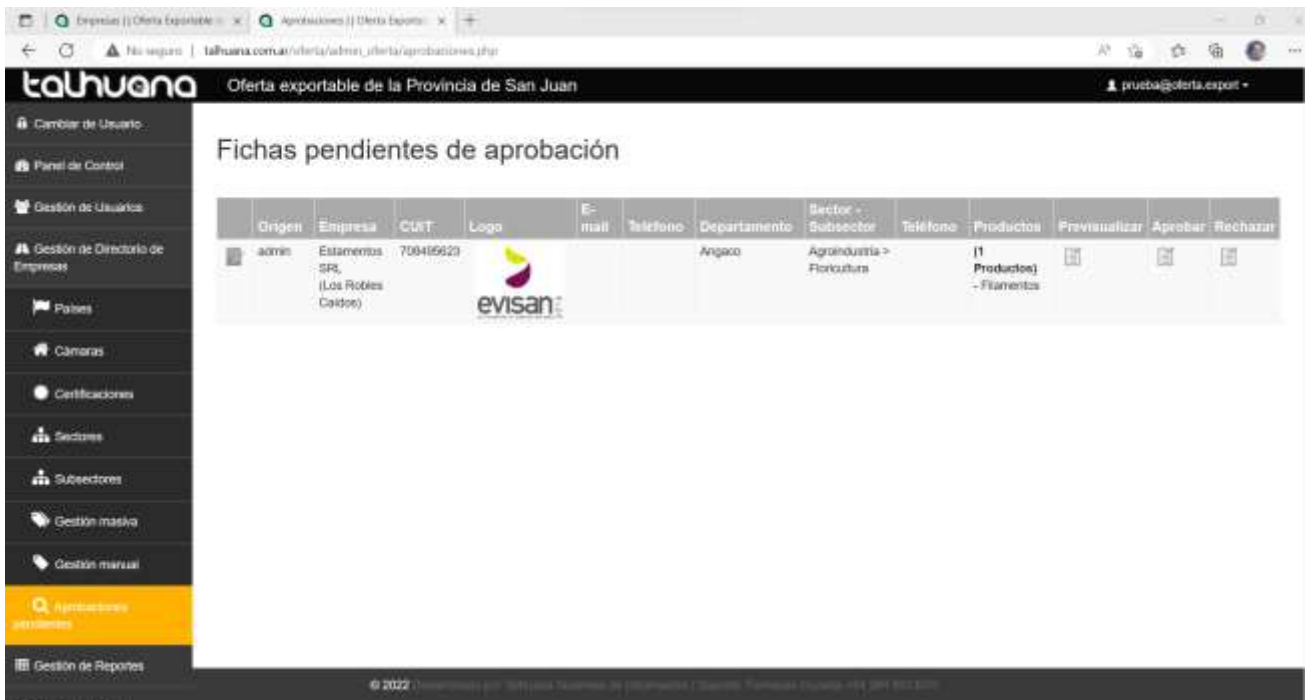 Empresas || Oferta Exportable
Aprobaciones || Oferta Exporta
No seguro | talhuana.com.ar/oferta/admin_oferta/aprobaciones.php
talhuana
Oferta exportable de la Provincia de San Juan
prueba@oferta.export
Cambiar de Usuario
Panel de Control
Gestión de Usuarios
Gestión de Directorio de
Empresas
Países
Cámaras
Certificaciones
Sectores
Subsectores
Gestión masiva
Gestión manual
Aprobaciones
pendientes
Gestión de Reportes
Fichas pendientes de aprobación
Origen Empresa CUIT Logo E-mail Teléfono Departamento Sector - Subsector Teléfono Productos Previsualizar Aprobar Rechazar
admin Estamentos 708485623 Angaco Agroindustria > (1
SRL Floricultura Productos)
(Los Robles - Filamentos
Caídos)
evisan
© 2022